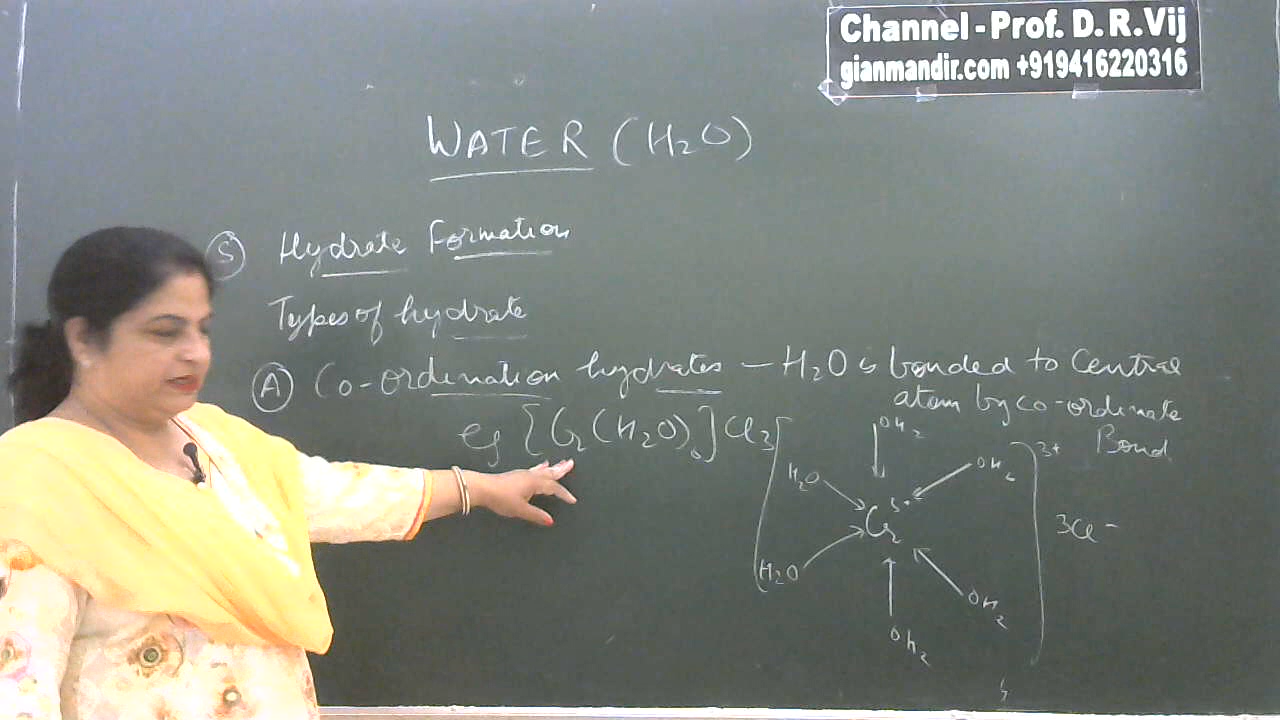 Channel - Prof. D. R. Vij
gianmandir.com +919416220316
WATER (H2O)
(5) Hydrate Formation
Types of hydrate
(A) Co-ordination hydrates – H2O is bonded to Central
atom by co-ordinate
Bond
eg [Cr(H2O)6]Cl3
OH2
H2O
OH2
3+
Cr3+
3Cl-
H2O
OH2
OH2